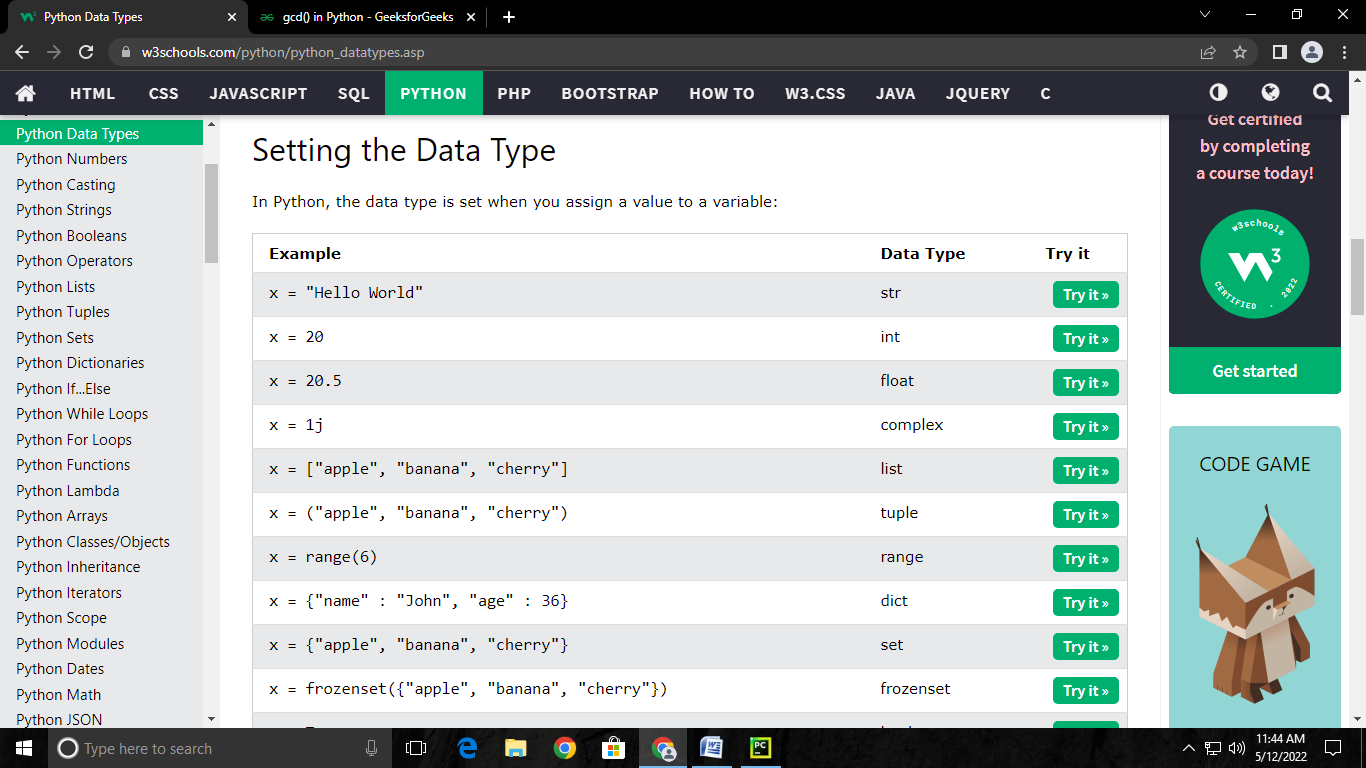 Python Data Types
gcd() in Python - GeeksforGeeks
w3schools.com/python/python_datatypes.asp
HTML CSS JAVASCRIPT SQL PYTHON PHP BOOTSTRAP HOW TO W3.CSS JAVA JQUERY C
Python Data Types
Python Numbers
Python Casting
Python Strings
Python Booleans
Python Operators
Python Lists
Python Tuples
Python Sets
Python Dictionaries
Python If...Else
Python While Loops
Python For Loops
Python Functions
Python Lambda
Python Arrays
Python Classes/Objects
Python Inheritance
Python Iterators
Python Scope
Python Modules
Python Dates
Python Math
Python JSON
Setting the Data Type
In Python, the data type is set when you assign a value to a variable:
Example Data Type Try it
x = "Hello World" str Try it »
x = 20 int Try it »
x = 20.5 float Try it »
x = 1j complex Try it »
x = ["apple", "banana", "cherry"] list Try it »
x = ("apple", "banana", "cherry") tuple Try it »
x = range(6) range Try it »
x = {"name" : "John", "age" : 36} dict Try it »
x = {"apple", "banana", "cherry"} set Try it »
x = frozenset({"apple", "banana", "cherry"}) frozenset Try it »
Get certified
by completing
a course today!
w3schools
3
CERTIFIED . 2022
Get started
CODE GAME
Type here to search
W
PC
11:44 AM
5/12/2022